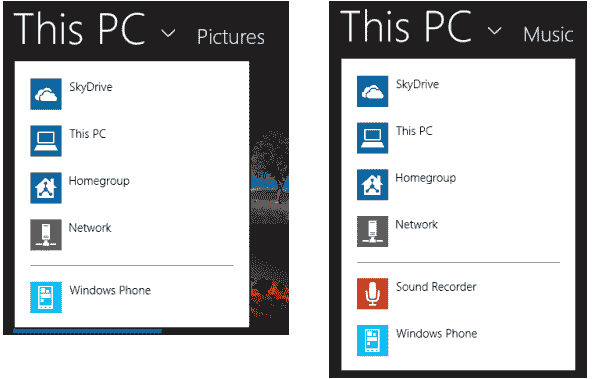 This PC Pictures
SkyDrive
This PC
Homegroup
Network
Windows Phone
This PC Music
SkyDrive
This PC
Homegroup
Network
Sound Recorder
Windows Phone